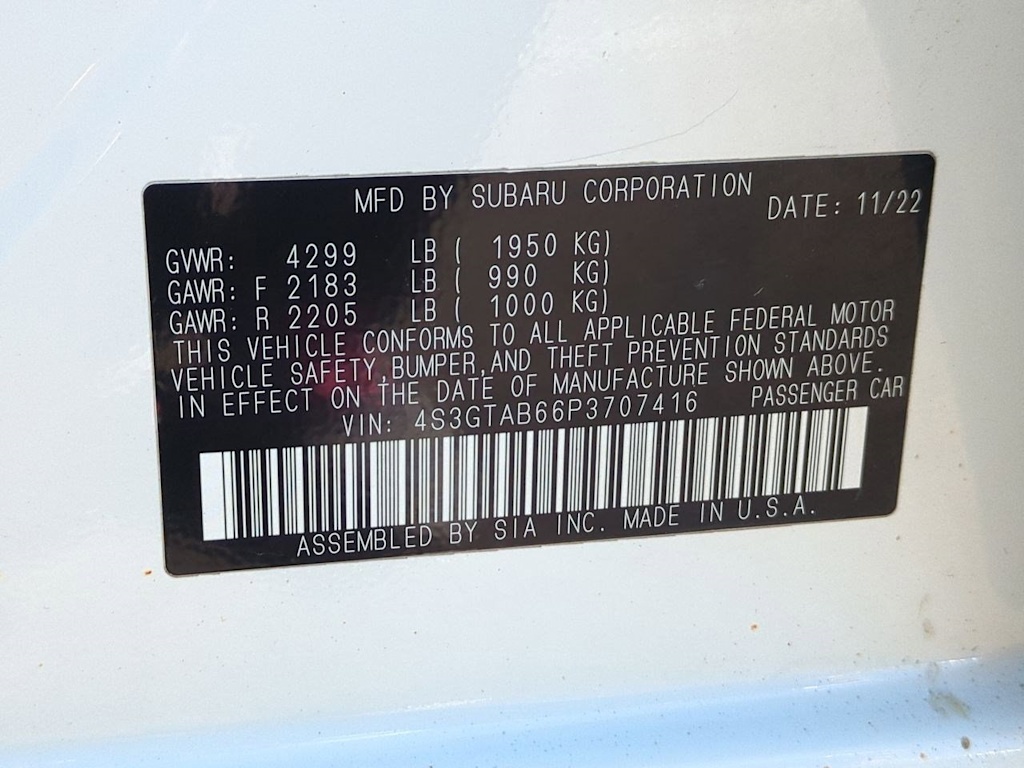 MFD BY SUBARU CORPORATION DATE: 11/22
GVWR: 4299 LB ( 1950 KG)
GAWR: F 2183 LB ( 990 KG)
GAWR: R 2205 LB ( 1000 KG)
THIS VEHICLE CONFORMS TO ALL APPLICABLE FEDERAL MOTOR
VEHICLE SAFETY,BUMPER,AND THEFT PREVENTION STANDARDS
IN EFFECT ON THE DATE OF MANUFACTURE SHOWN ABOVE.
VIN: 4S3GTAB66P3707416 PASSENGER CAR
ASSEMBLED BY SIA INC. MADE IN U.S.A.